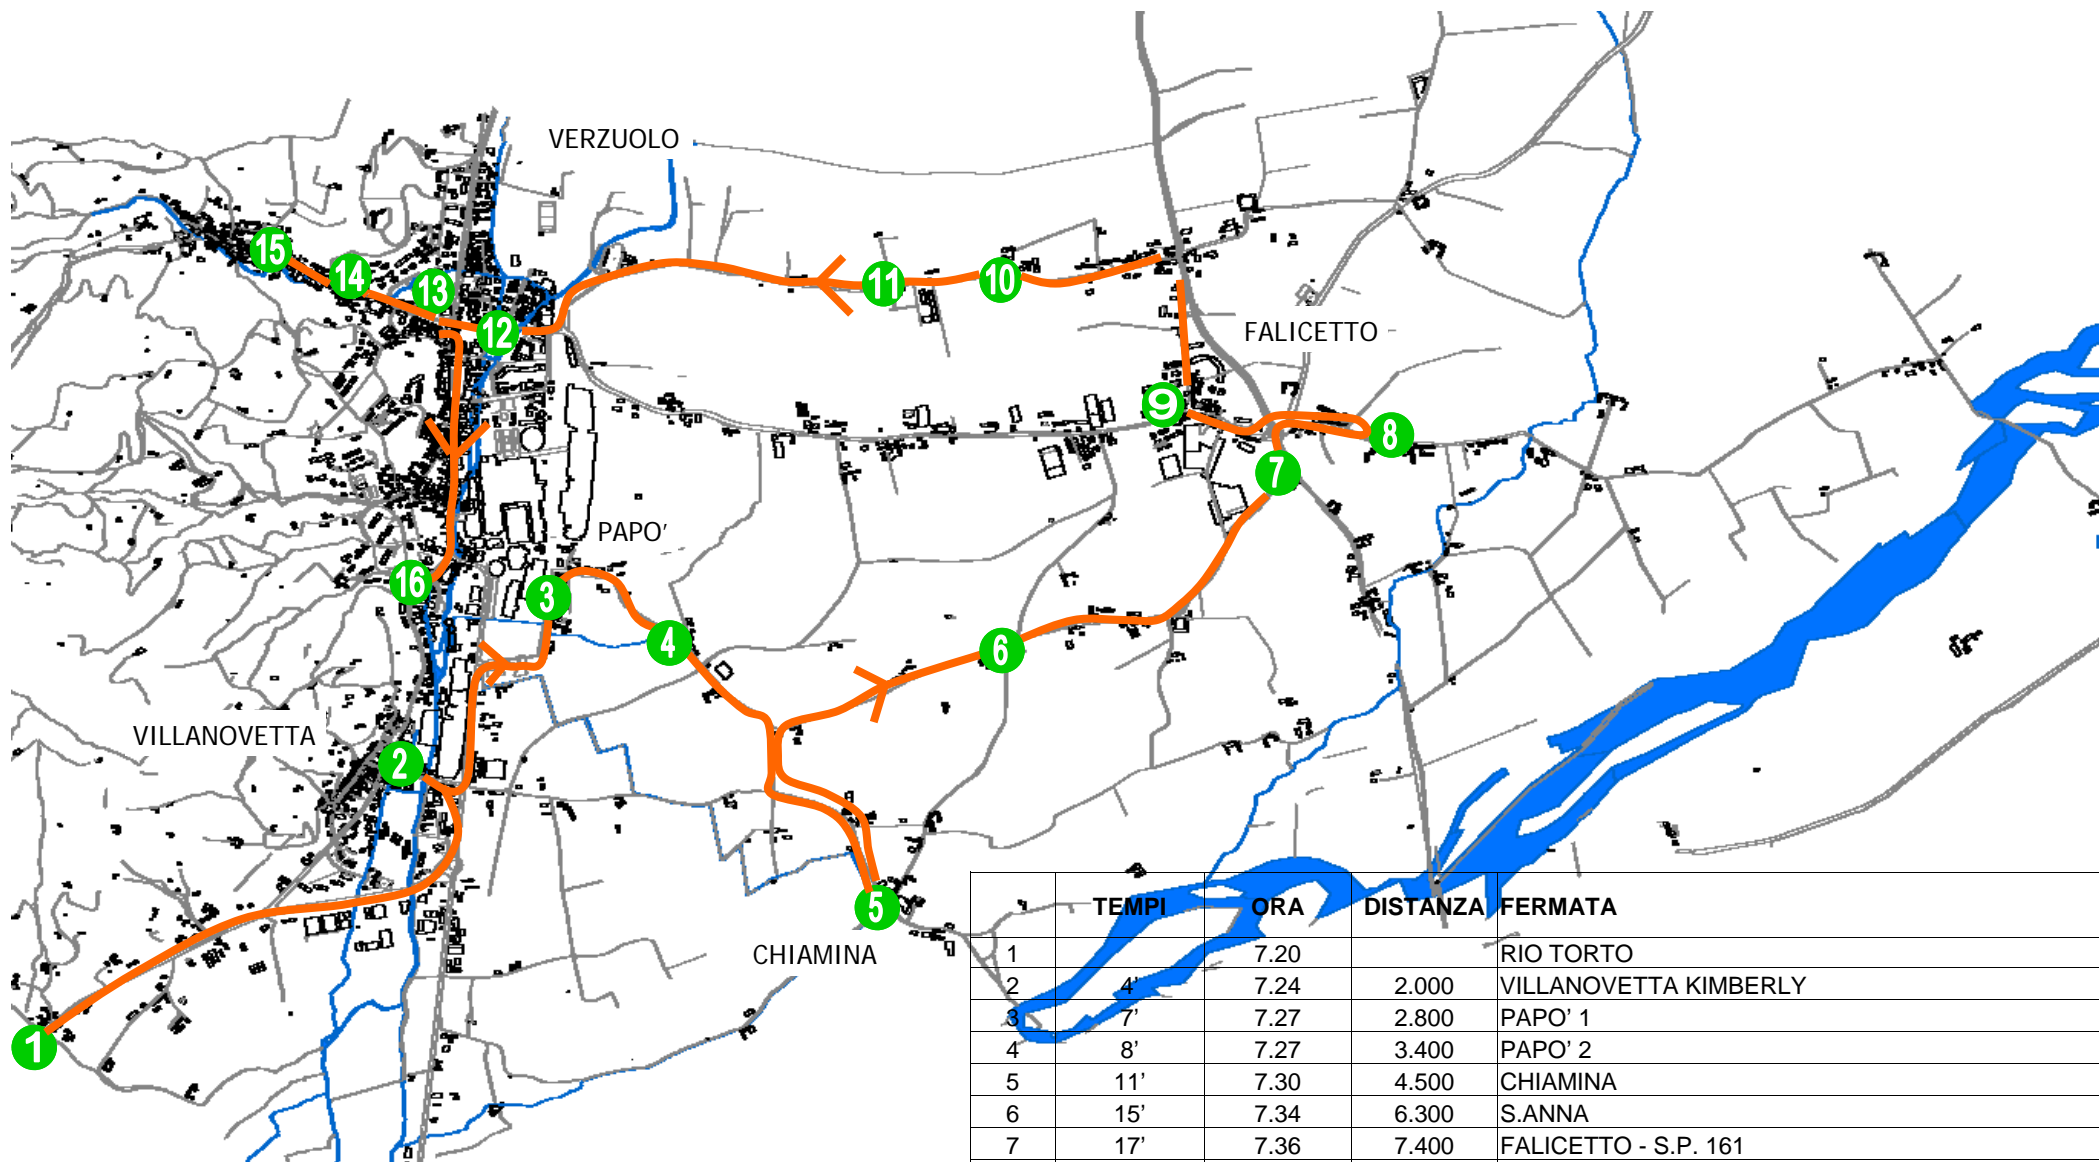 VERZUOLO
15
14
13
11
10
12
FALICETTO
9
8
7
PAPO'
16
3
4
6
VILLANOVETTA
2
5
CHIAMINA
1
TEMPI ORA DISTANZA FERMATA
1 7.20 RIO TORTO
2 4' 7.24 2.000 VILLANOVETTA KIMBERLY
3 7' 7.27 2.800 PAPO' 1
4 8' 7.27 3.400 PAPO' 2
5 11' 7.30 4.500 CHIAMINA
6 15' 7.34 6.300 S.ANNA
7 17' 7.36 7.400 FALICETTO - S.P. 161